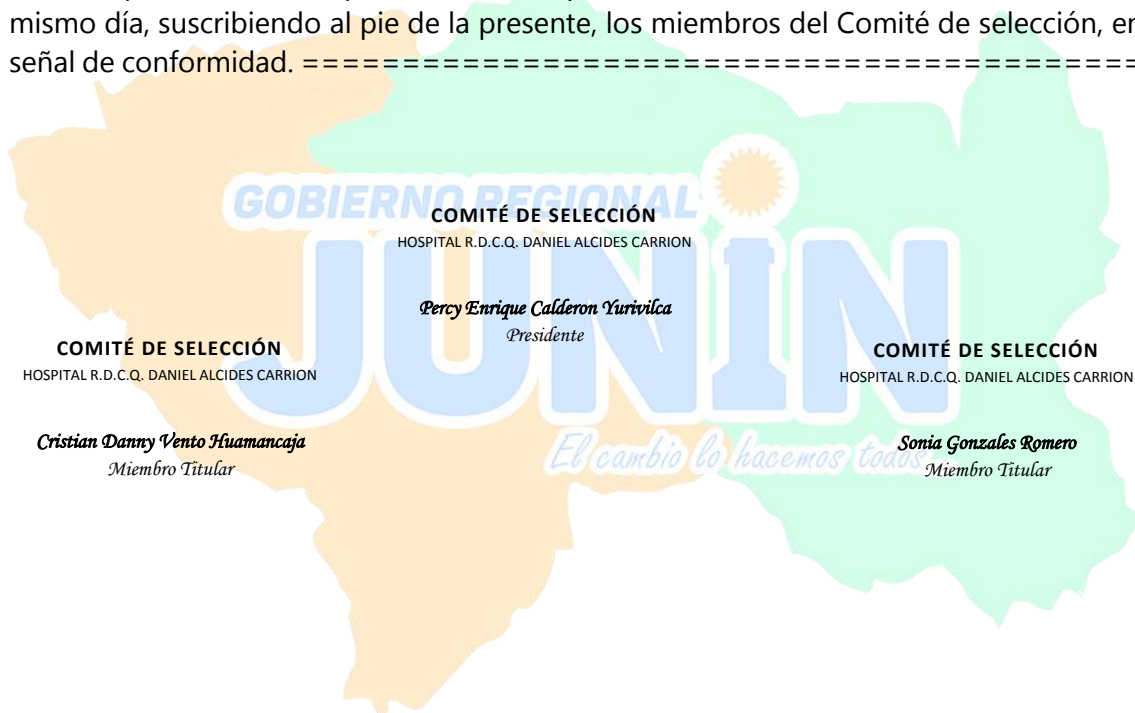 mismo día, suscribiendo al pie de la presente, los miembros del Comité de selección, en
señal de conformidad. ==========================================
GOBIERNO REGIONAL
JUNÍN
El cambio lo hacemos todos
COMITÉ DE SELECCIÓN
HOSPITAL R.D.C.Q. DANIEL ALCIDES CARRION
Percy Enrique Calderon Yurivilca
Presidente
COMITÉ DE SELECCIÓN
HOSPITAL R.D.C.Q. DANIEL ALCIDES CARRION
Cristian Danny Vento Huamancaja
Miembro Titular
COMITÉ DE SELECCIÓN
HOSPITAL R.D.C.Q. DANIEL ALCIDES CARRION
Sonia Gonzales Romero
Miembro Titular